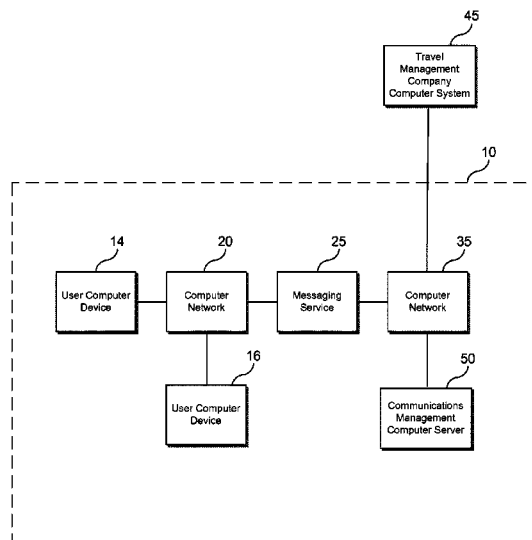 45
Travel
Management
Company
Computer System
10
14
20
25
35
User Computer
Device
Computer
Network
Messaging
Service
Computer
Network
16
50
User Computer
Device
Communications
Management
Computer Server